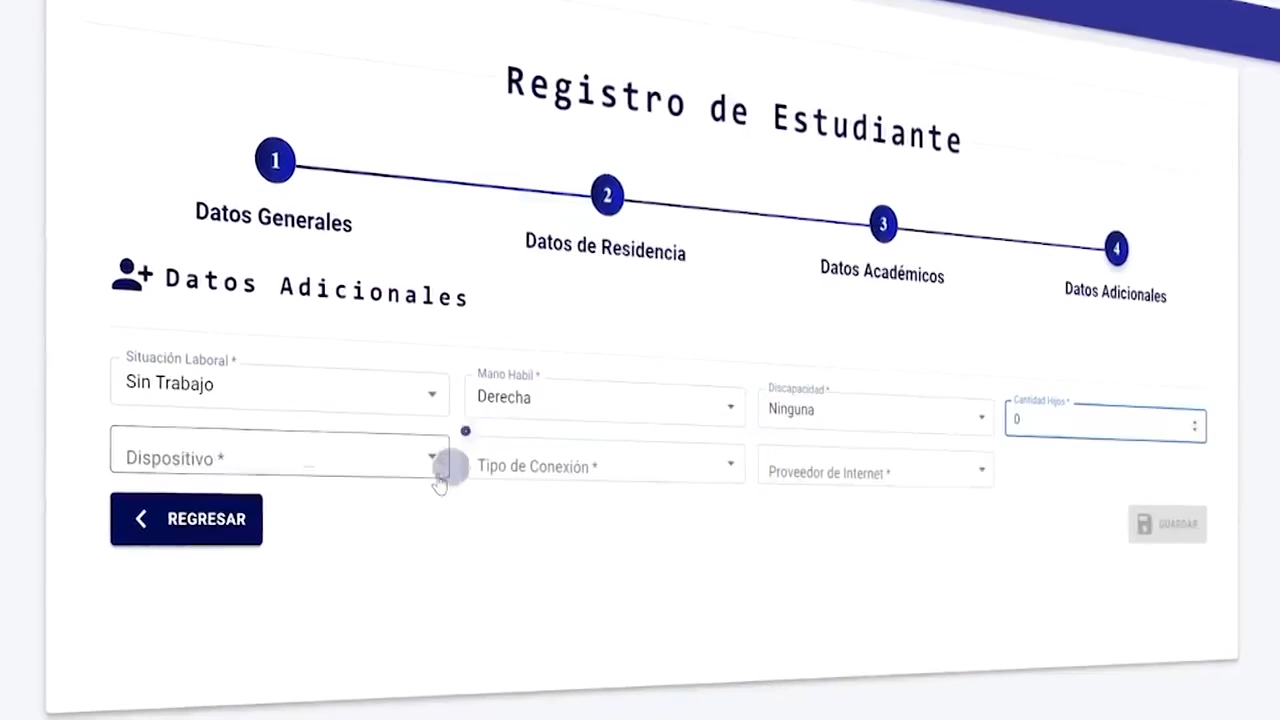 Registro de Estudiante
1
2
3
4
Datos Generales
Datos de Residencia
Datos Académicos
Datos Adicionales
Datos Adicionales
Situación Laboral *
Sin Trabajo
Mano Habil *
Derecha
Discapacidad *
Ninguna
Cantidad Hijos *
0
Dispositivo *
Tipo de Conexión *
Proveedor de Internet *
REGRESAR
GUARDAR